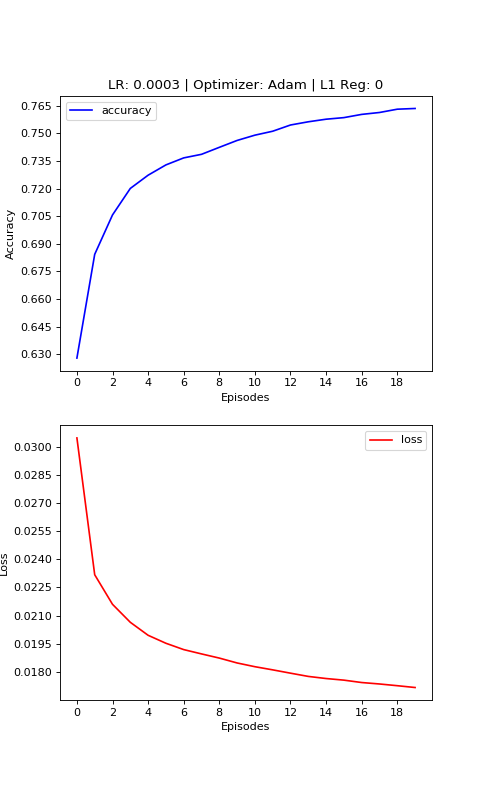 LR: 0.0003 | Optimizer: Adam | L1 Reg: 0
accuracy
0.765
0.750
0.735
0.720
0.705
0.690
0.675
0.660
0.645
0.630
Accuracy
0 2 4 6 8 10 12 14 16 18
Episodes
loss
0.0300
0.0285
0.0270
0.0255
0.0240
0.0225
0.0210
0.0195
0.0180
Loss
0 2 4 6 8 10 12 14 16 18
Episodes